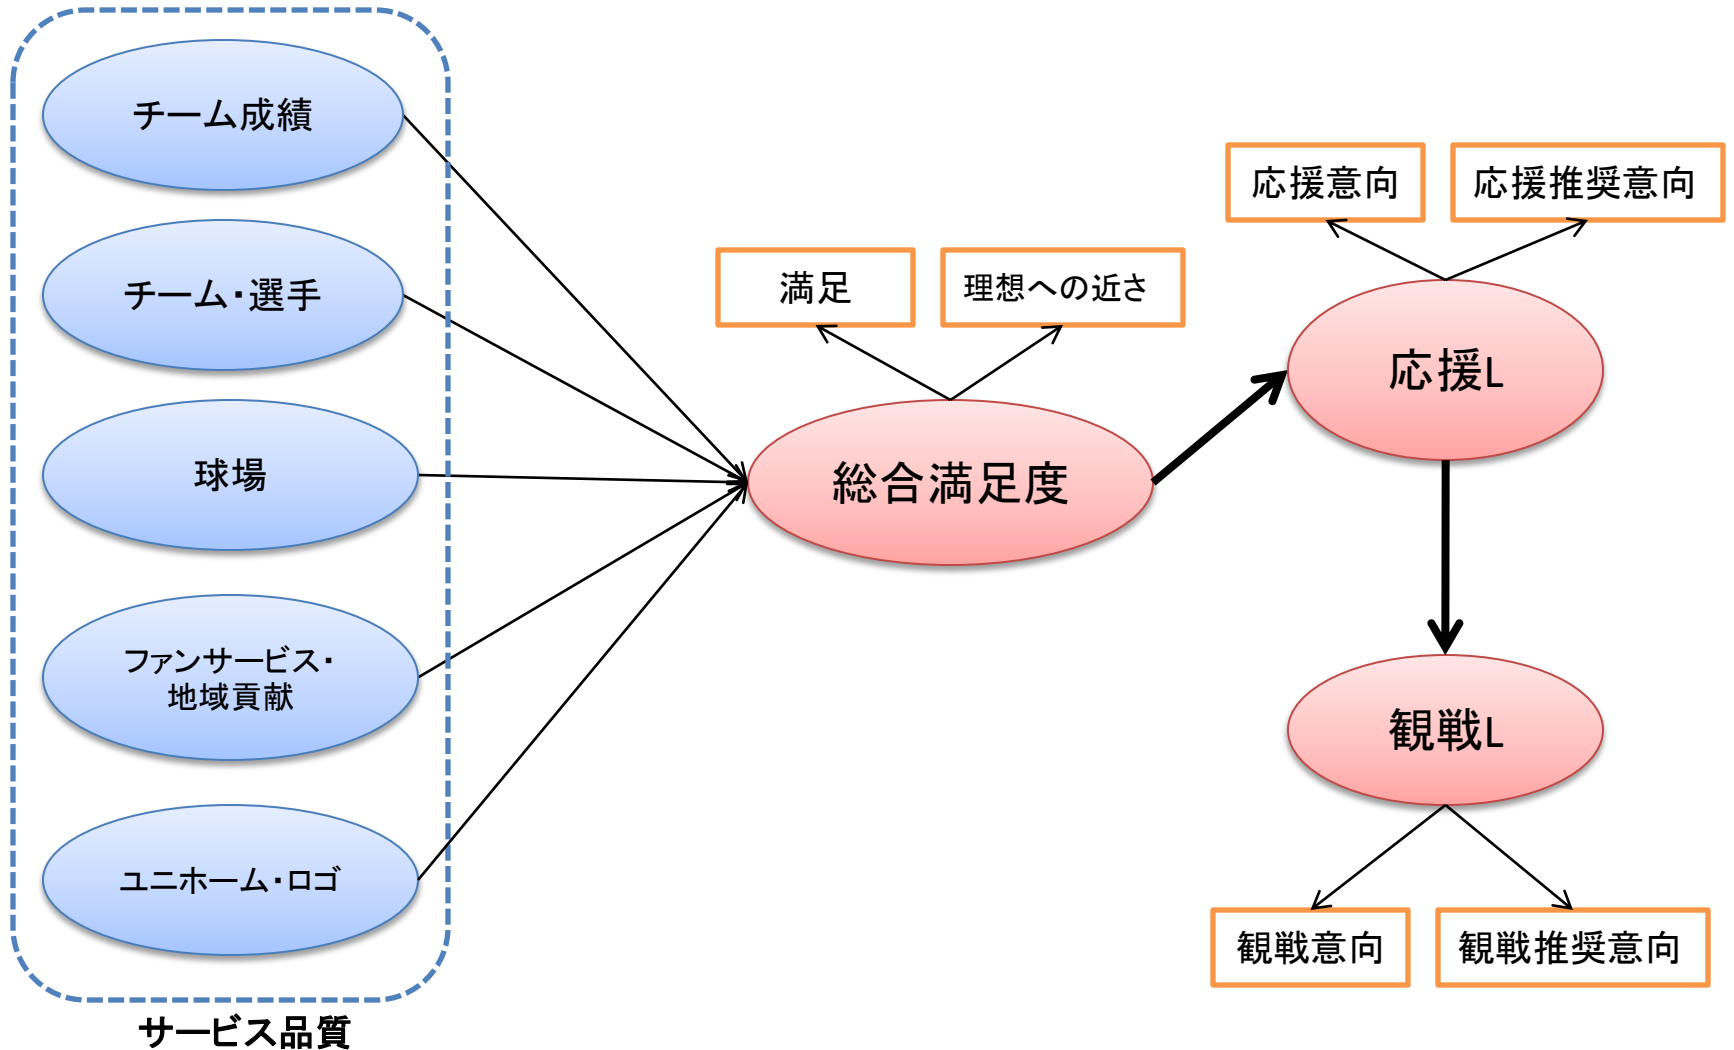 チーム成績
チーム・選手
球場
ファンサービス・
地域貢献
ユニホーム・ロゴ
サービス品質
満足
理想への近さ
総合満足度
応援意向
応援推奨意向
応援L
観戦L
観戦意向
観戦推奨意向